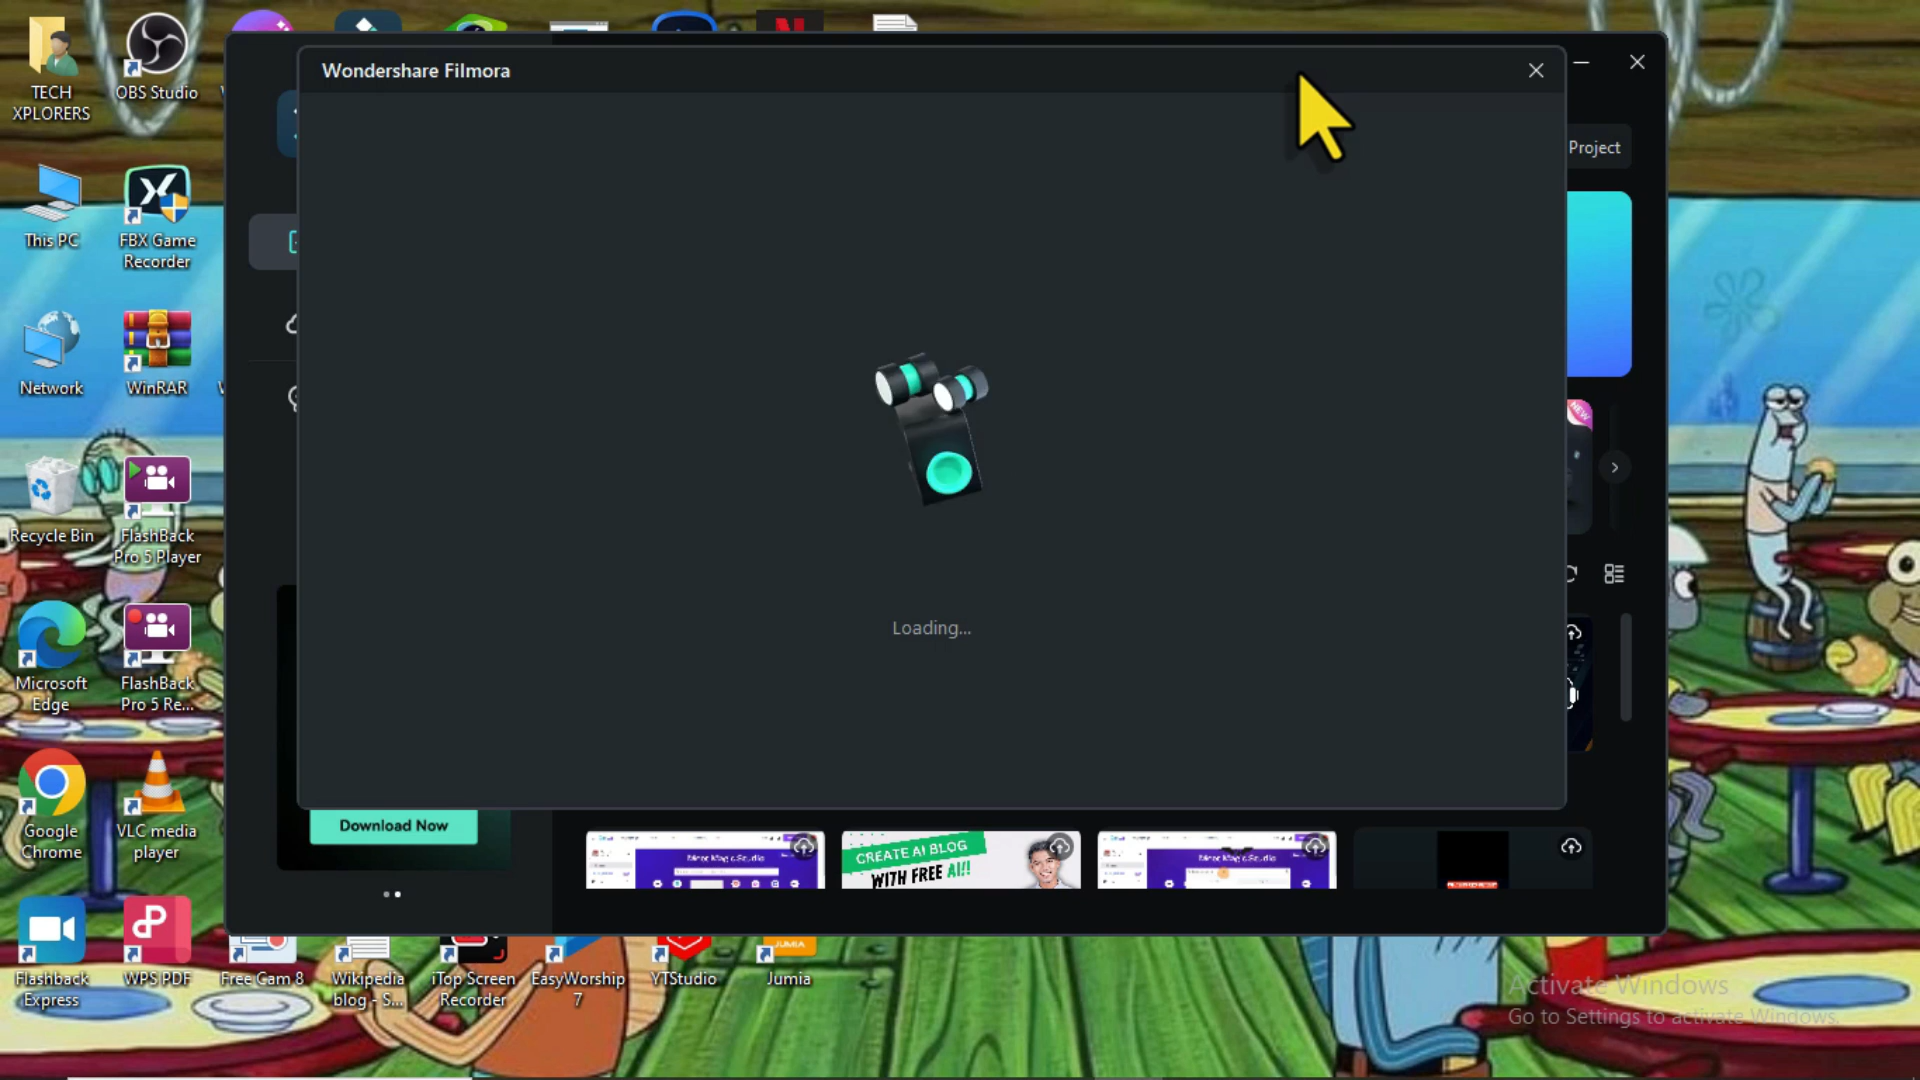 Wondershare Filmora
TECH
XPLORERS
OBS Studio
Project
This PC
FBX Game
Recorder
Network
WinRAR
NEW
Recycle Bin
FlashBack
Pro 5 Player
Loading...
Microsoft
Edge
FlashBack
Pro 5 Re...
Google
Chrome
VLC media
player
Download Now
CREATE AI BLOG
WITH FREE AI!!
Flashback
Express
WPS PDF
Free Cam 8
Wikipedia
blog - S...
iTop Screen
Recorder
EasyWorship
7
YTStudio
JUMIA
Jumia
Activate Windows
Go to Settings to activate Windows.